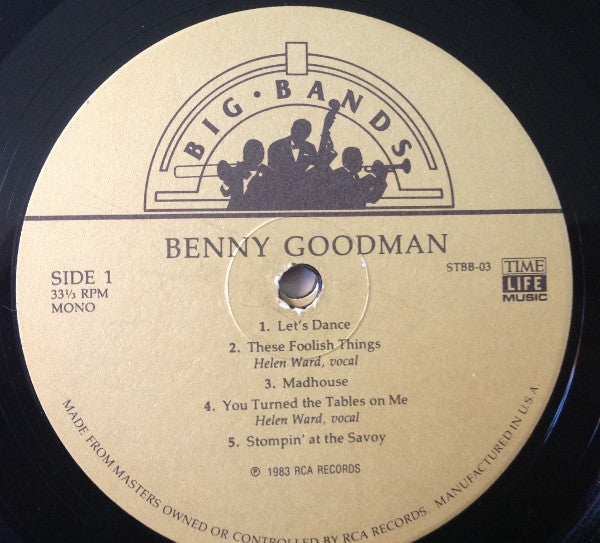 BIG • BANDS
BENNY GOODMAN
SIDE 1
33⅓ RPM
MONO
STBB-03
TIME
LIFE
MUSIC
1. Let's Dance
2. These Foolish Things
Helen Ward, vocal
3. Madhouse
4. You Turned the Tables on Me
Helen Ward, vocal
5. Stompin' at the Savoy
℗ 1983 RCA RECORDS
MADE FROM MASTERS OWNED OR CONTROLLED BY RCA RECORDS. MANUFACTURED IN U.S.A